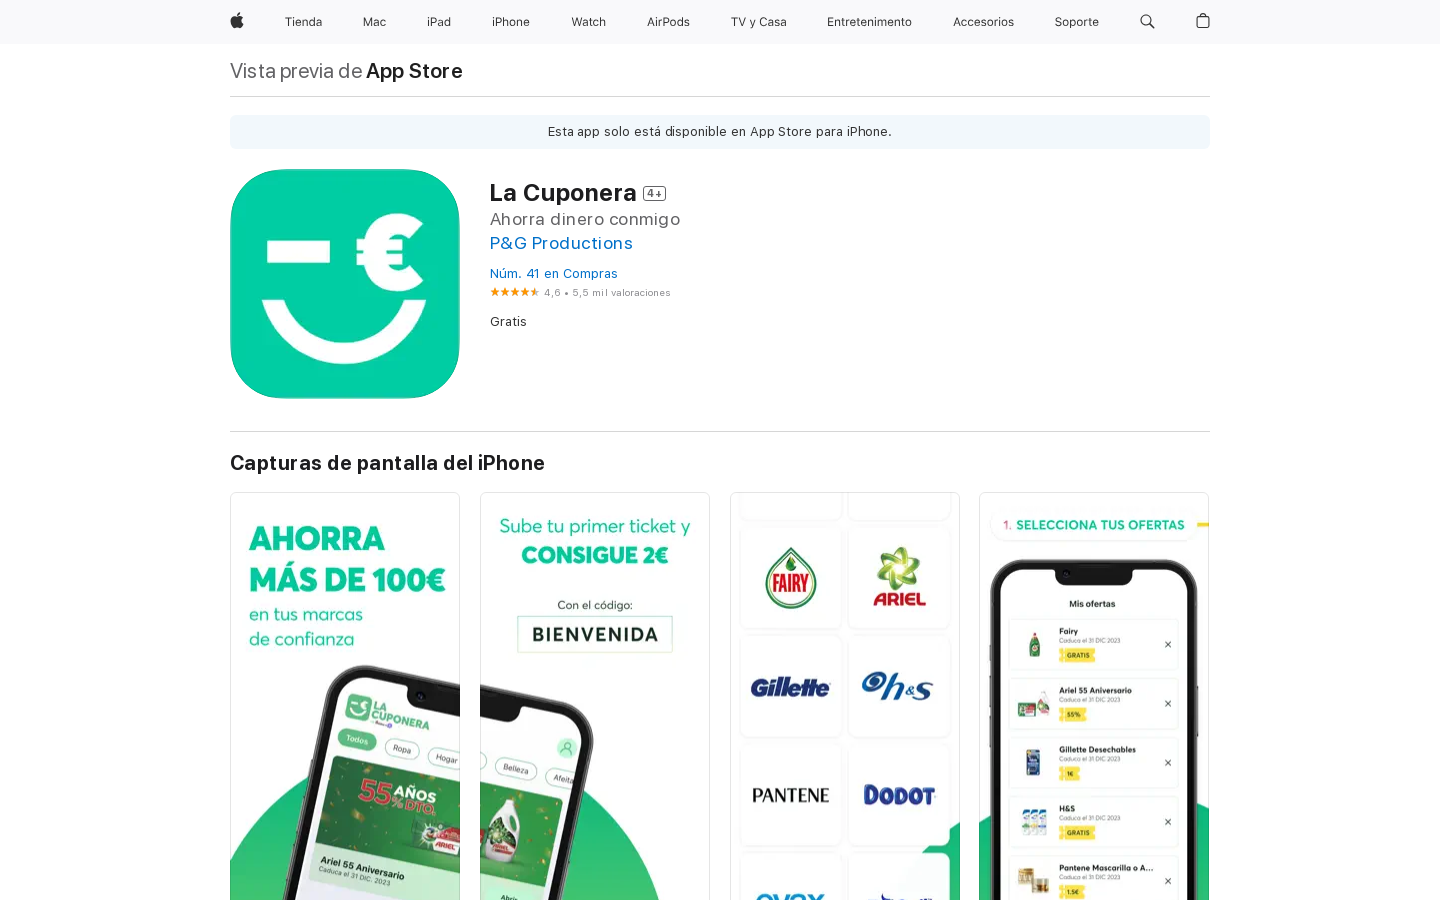 Tienda
Mac
iPad
iPhone
Watch
AirPods
TV y Casa
Entretenimiento
Accesorios
Soporte
Vista previa de App Store
Esta app solo está disponible en App Store para iPhone.
La Cuponera 4+
Ahorra dinero conmigo
P&G Productions
Núm. 41 en Compras
4,6 • 5,5 mil valoraciones
Gratis
Capturas de pantalla del iPhone
AHORRA
MÁS DE 100€
en tus marcas
de confianza
LA
CUPONERA
Todos
Ropa
Hogar
55 AÑOS
55% DTO.
ARIEL
Ariel 55 Aniversario
Caduca el 31 DIC. 2023
Sube tu primer ticket y
CONSIGUE 2€
Con el código:
BIENVENIDA
Belleza
Afeita
FAIRY
ARIEL
Gillette
h&s
PANTENE
DODOT
1. SELECCIONA TUS OFERTAS
Mis ofertas
Fairy
Caduca el 31 DIC 2023
GRATIS
Ariel 55 Aniversario
Caduca el 31 DIC 2023
55%
Gillette Desechables
Caduca el 31 DIC 2023
1€
H&S
Caduca el 31 DIC 2023
GRATIS
Pantene Mascarilla o A...
Caduca el 31 DIC 2023
1.5€